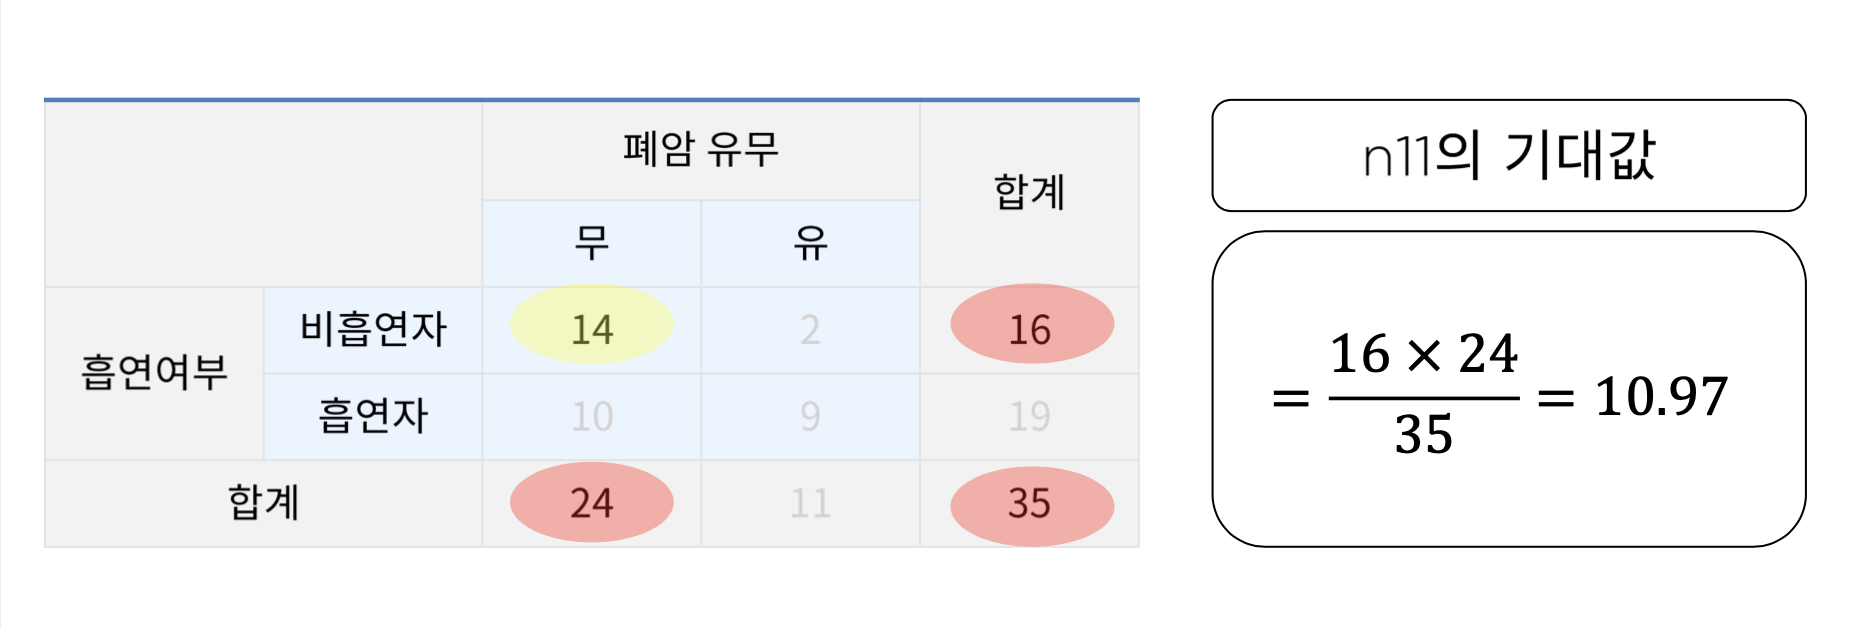 폐암 유무
합계
무 유
흡연여부
비흡연자 14 2 16
흡연자 10 9 19
합계 24 11 35
n11의 기대값
= 16 × 24 / 35 = 10.97